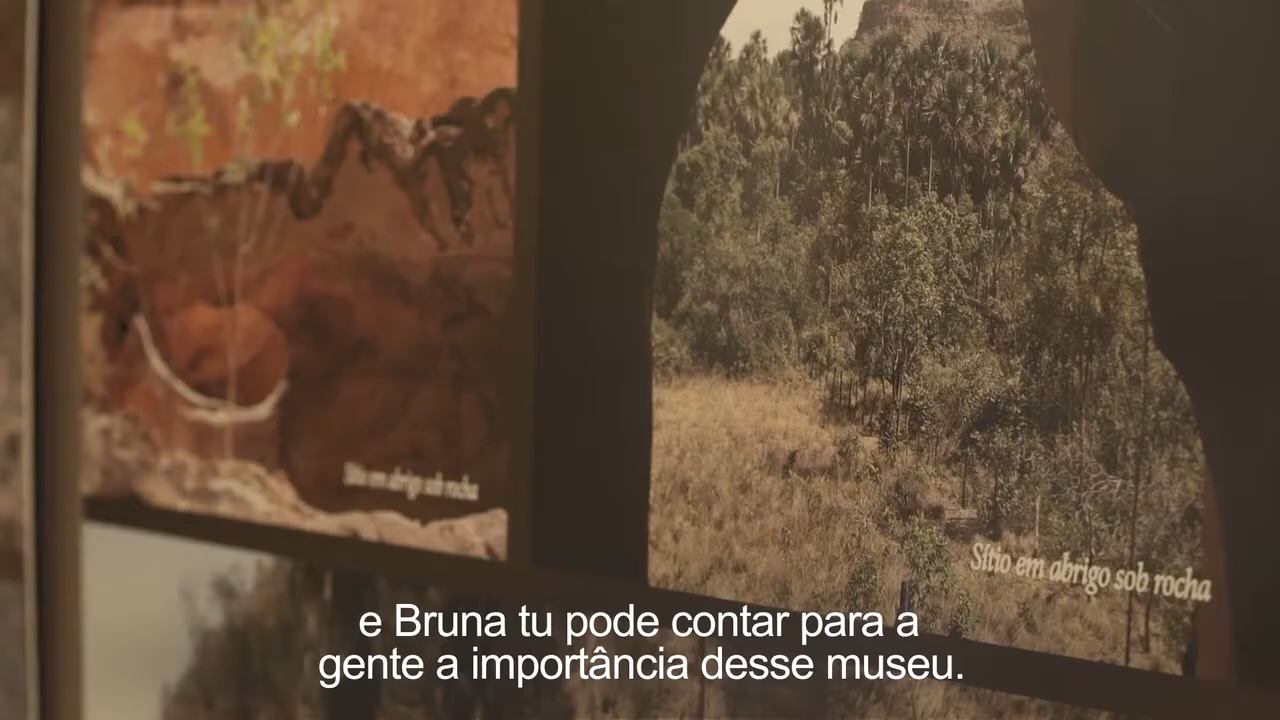 Sítio em abrigo sob rocha
Sítio em abrigo sob rocha
e Bruna tu pode contar para a
gente a importância desse museu.